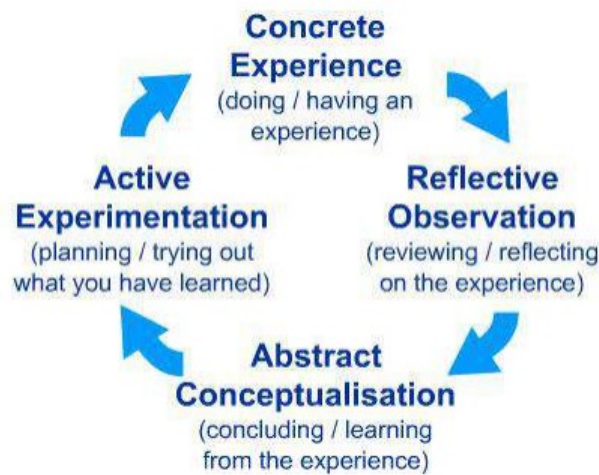 Concrete
Experience
(doing / having an
experience)
Reflective
Observation
(reviewing / reflecting
on the experience)
Abstract
Conceptualisation
(concluding / learning
from the experience)
Active
Experimentation
(planning / trying out
what you have learned)